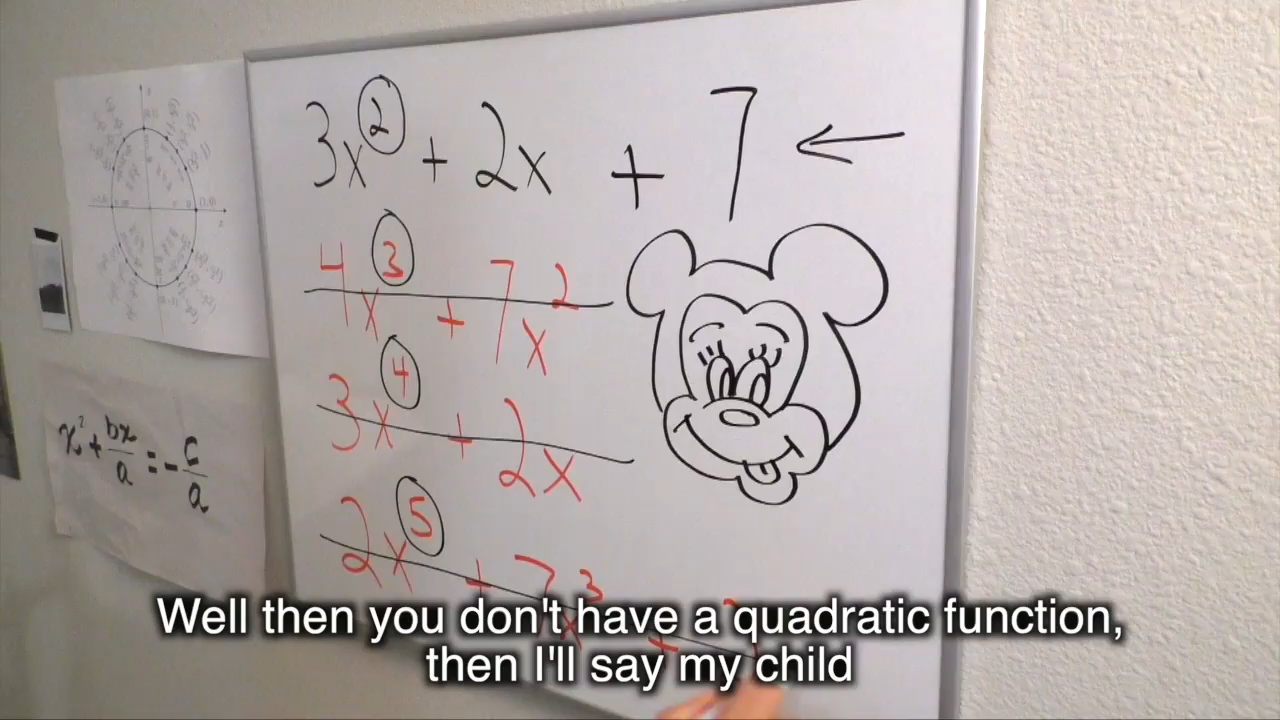 3x² + 2x + 7 ←
4x³ + 7x²
3x⁴ + 2x
2x⁵ + 7x³ +
x² + bx/a = -c/a
Well then you don't have a quadratic function,
then I'll say my child